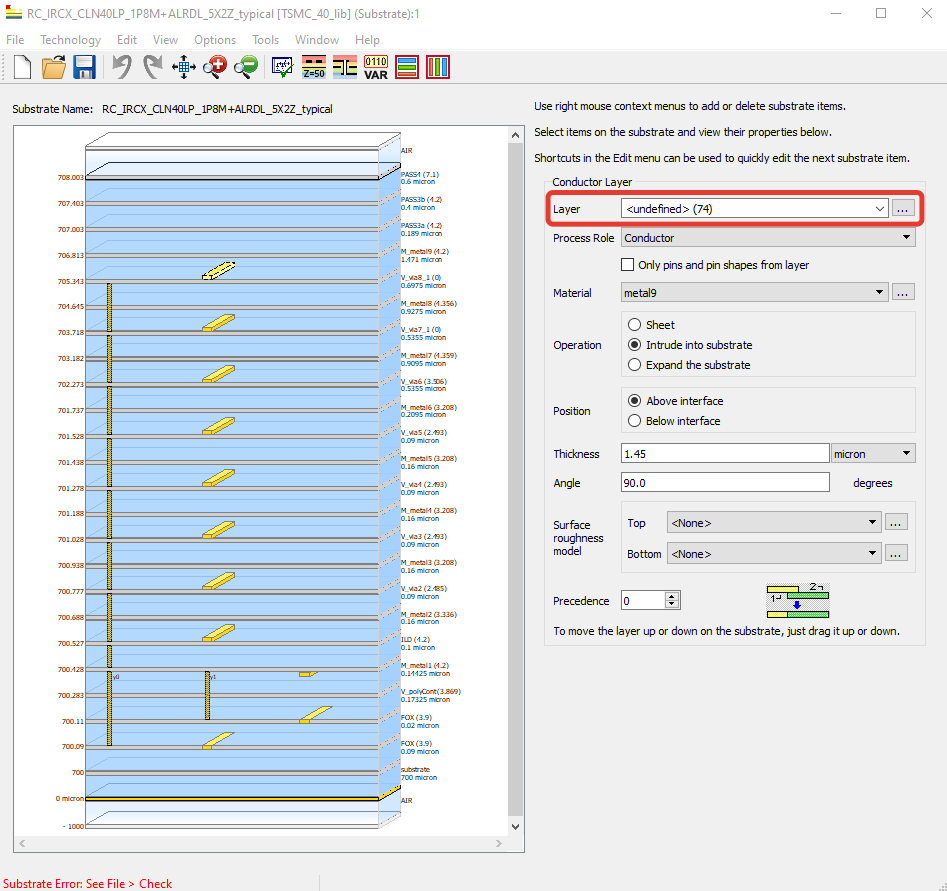 RC_IRCX_CLN40LP_1P8M+ALRDL_5X2Z_typical [TSMC_40_lib] (Substrate):1
File Technology Edit View Options Tools Window Help
Z=50
0110
VAR
Substrate Name: RC_IRCX_CLN40LP_1P8M+ALRDL_5X2Z_typical
AIR
708.003
PASS4 (7.1)
0.6 micron
707.403
PASS3b (4.2)
0.4 micron
707.003
PASS3a (4.2)
0.189 micron
706.813
M_metal9 (4.2)
1.471 micron
705.343
V_via8_1 (0)
0.6975 micron
704.645
M_metal8 (4.356)
0.9275 micron
703.718
V_via7_1 (0)
0.5355 micron
703.182
M_metal7 (4.359)
0.9095 micron
702.273
V_via6 (3.506)
0.5355 micron
701.737
M_metal6 (3.208)
0.2095 micron
701.528
V_via5 (2.493)
0.09 micron
701.438
M_metal5 (3.208)
0.16 micron
701.278
V_via4 (2.493)
0.09 micron
701.188
M_metal4 (3.208)
0.16 micron
701.028
V_via3 (2.493)
0.09 micron
700.938
M_metal3 (3.208)
0.16 micron
700.777
V_via2 (2.485)
0.09 micron
700.688
M_metal2 (3.336)
0.16 micron
700.527
ILD (4.2)
0.1 micron
700.428
M_metal1 (4.2)
0.14425 micron
y0
y1
700.283
V_polyCont(3.869)
0.17325 micron
700.11
FOX (3.9)
0.02 micron
700.09
FOX (3.9)
0.09 micron
700
substrate
700 micron
0 micron
AIR
- 1000
Use right mouse context menus to add or delete substrate items.
Select items on the substrate and view their properties below.
Shortcuts in the Edit menu can be used to quickly edit the next substrate item.
Conductor Layer
Layer <undefined> (74) ...
Process Role Conductor
Only pins and pin shapes from layer
Material metal9 ...
Operation
Sheet
Intrude into substrate
Expand the substrate
Position
Above interface
Below interface
Thickness 1.45 micron
Angle 90.0 degrees
Surface
roughness
model
Top <None> ...
Bottom <None> ...
Precedence 0
1
2
To move the layer up or down on the substrate, just drag it up or down.
Substrate Error: See File > Check